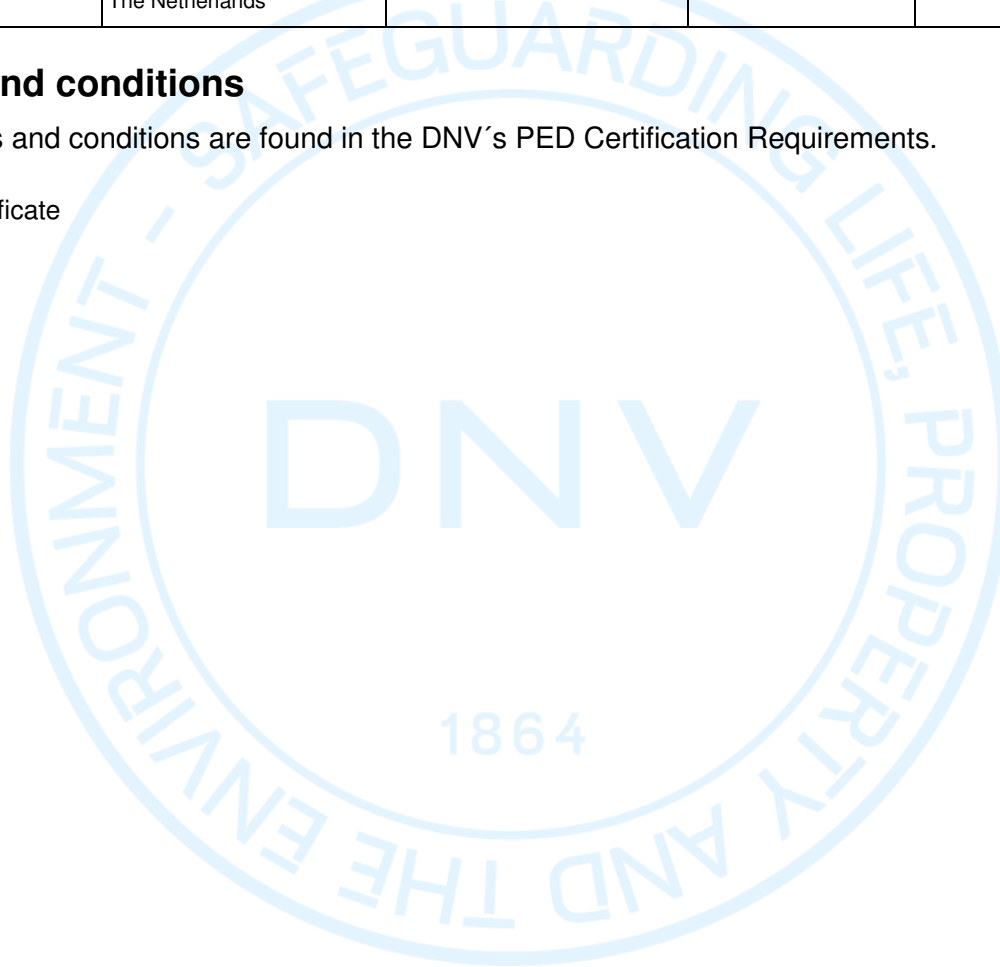 The Netherlands
nd conditions
s and conditions are found in the DNV´s PED Certification Requirements.
ficate
SAFEGUARDING LIFE, PROPERTY AND THE ENVIRONMENT -
DNV
1864